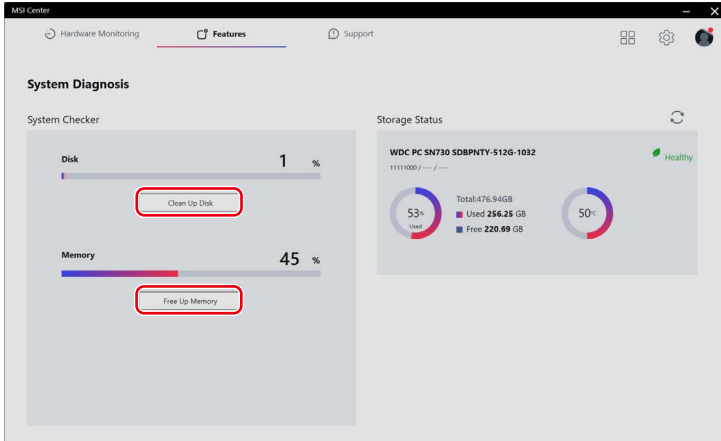 MSI Center
Hardware Monitoring
Features
Support
System Diagnosis
System Checker
Disk
1 %
Clean Up Disk
Memory
45 %
Free Up Memory
Storage Status
WDC PC SN730 SDBPNTY-512G-1032
11111000 / ---- / ----
Healthy
53%
Used
Total:476.94GB
Used 256.25 GB
Free 220.69 GB
50°C